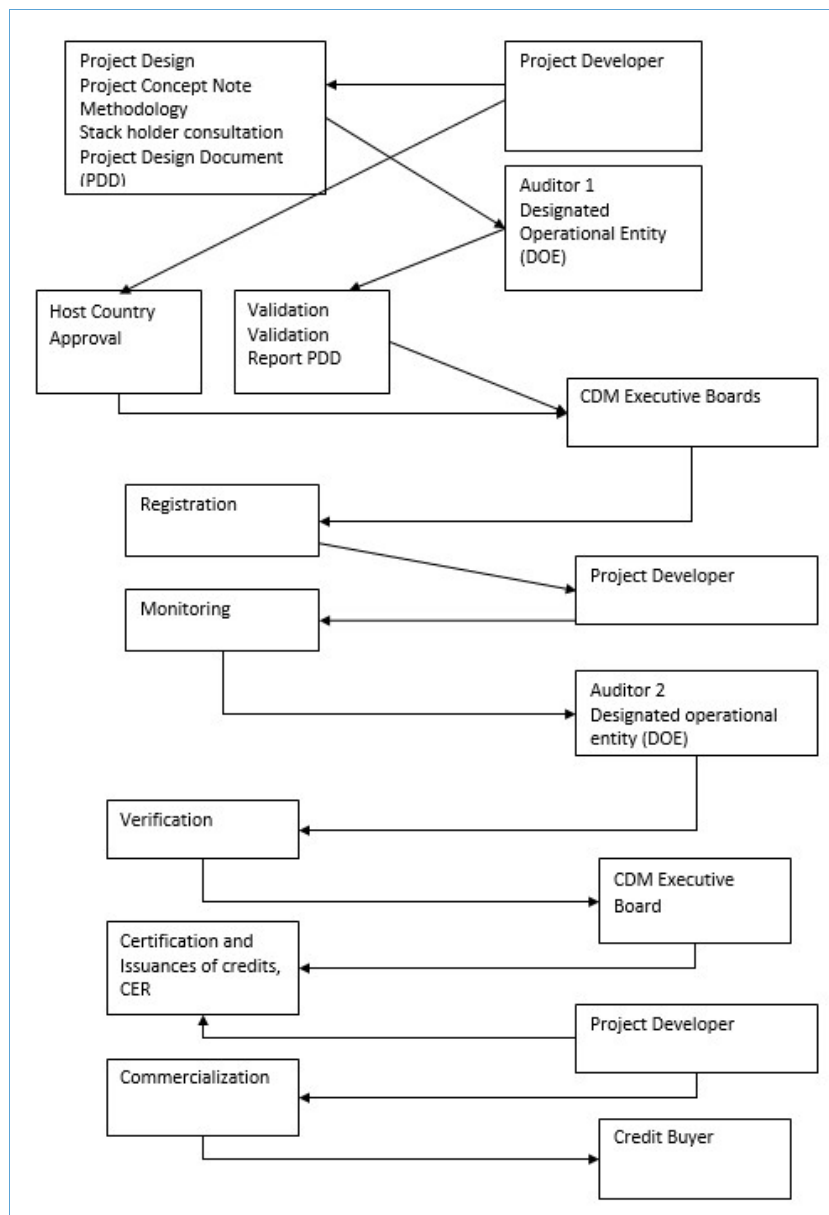 Project Design
Project Concept Note
Methodology
Stack holder consultation
Project Design Document
(PDD)
Project Developer
Auditor 1
Designated
Operational Entity
(DOE)
Host Country
Approval
Validation
Validation
Report PDD
CDM Executive Boards
Registration
Project Developer
Monitoring
Auditor 2
Designated operational
entity (DOE)
Verification
CDM Executive
Board
Certification and
Issuances of credits,
CER
Project Developer
Commercialization
Credit Buyer